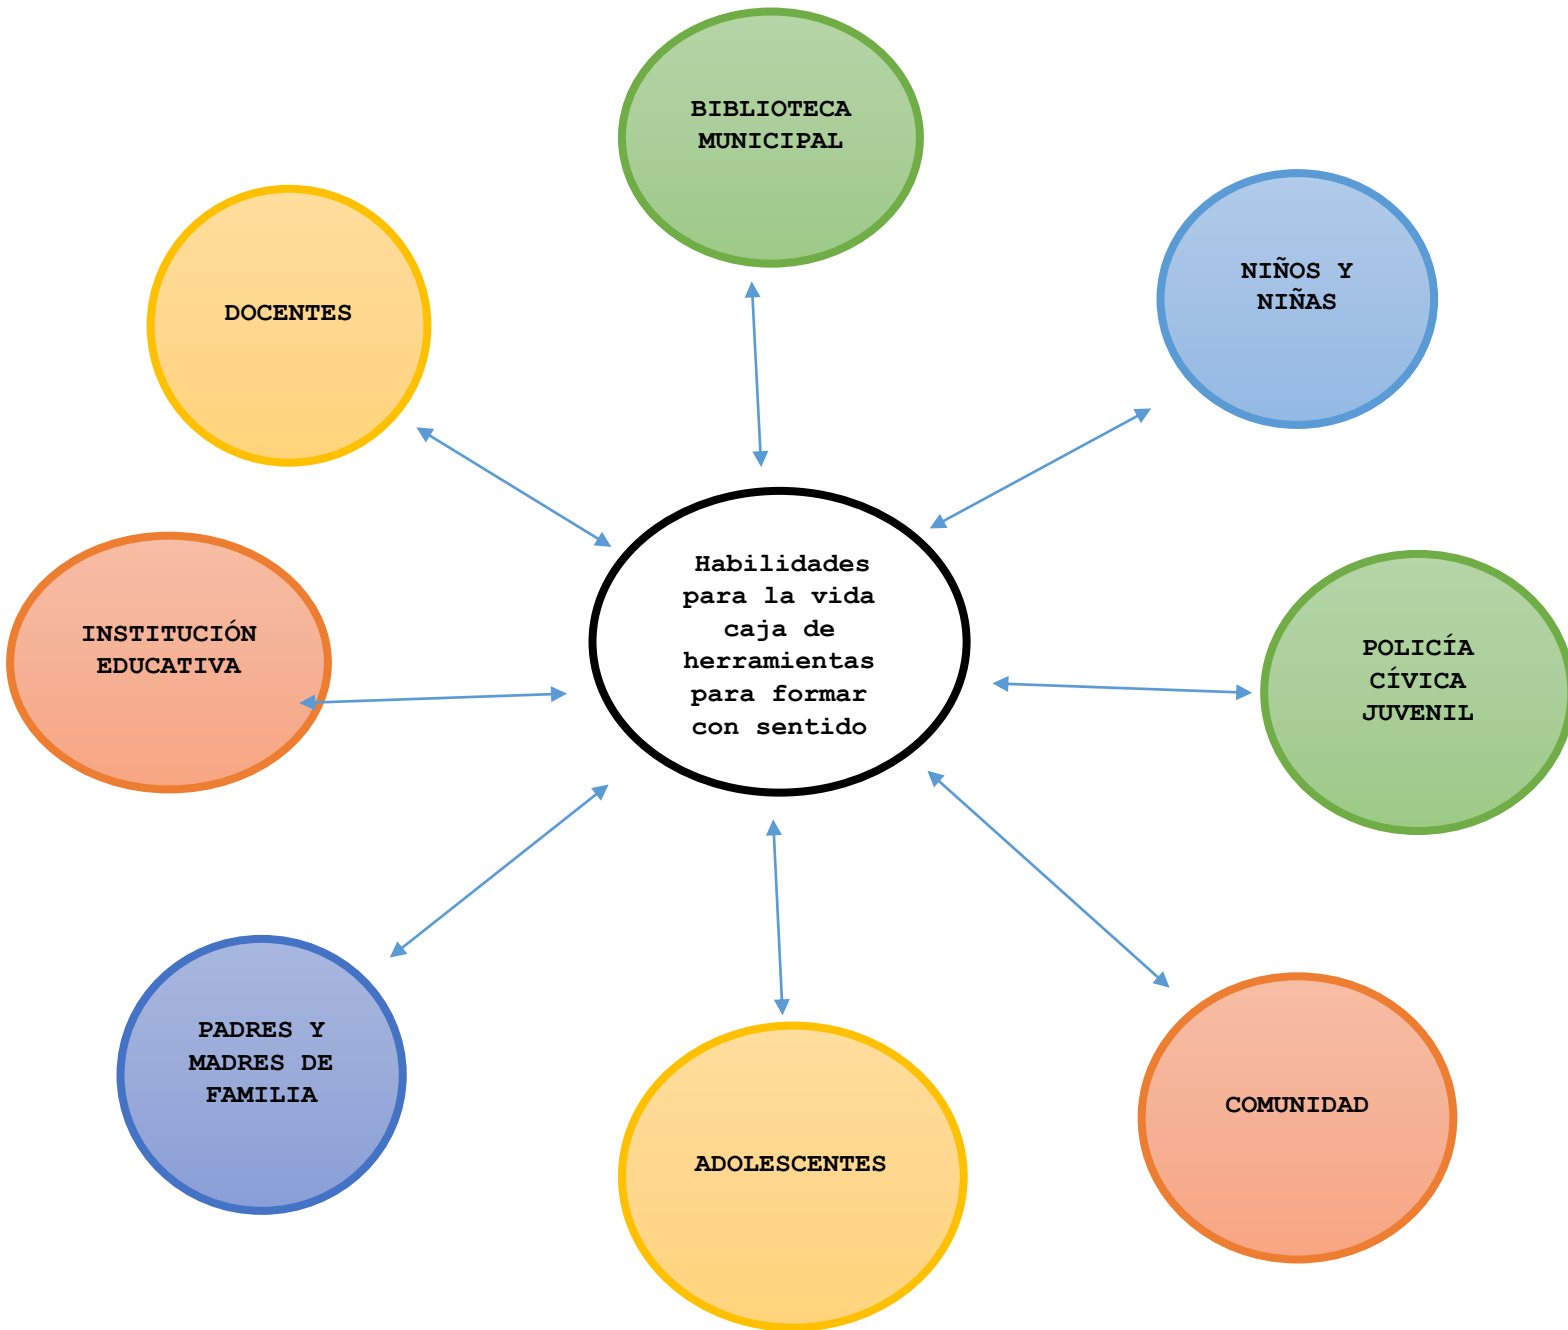 BIBLIOTECA
MUNICIPAL
NIÑOS Y
NIÑAS
DOCENTES
Habilidades
para la vida
caja de
herramientas
para formar
con sentido
INSTITUCIÓN
EDUCATIVA
POLICÍA
CÍVICA
JUVENIL
PADRES Y
MADRES DE
FAMILIA
COMUNIDAD
ADOLESCENTES